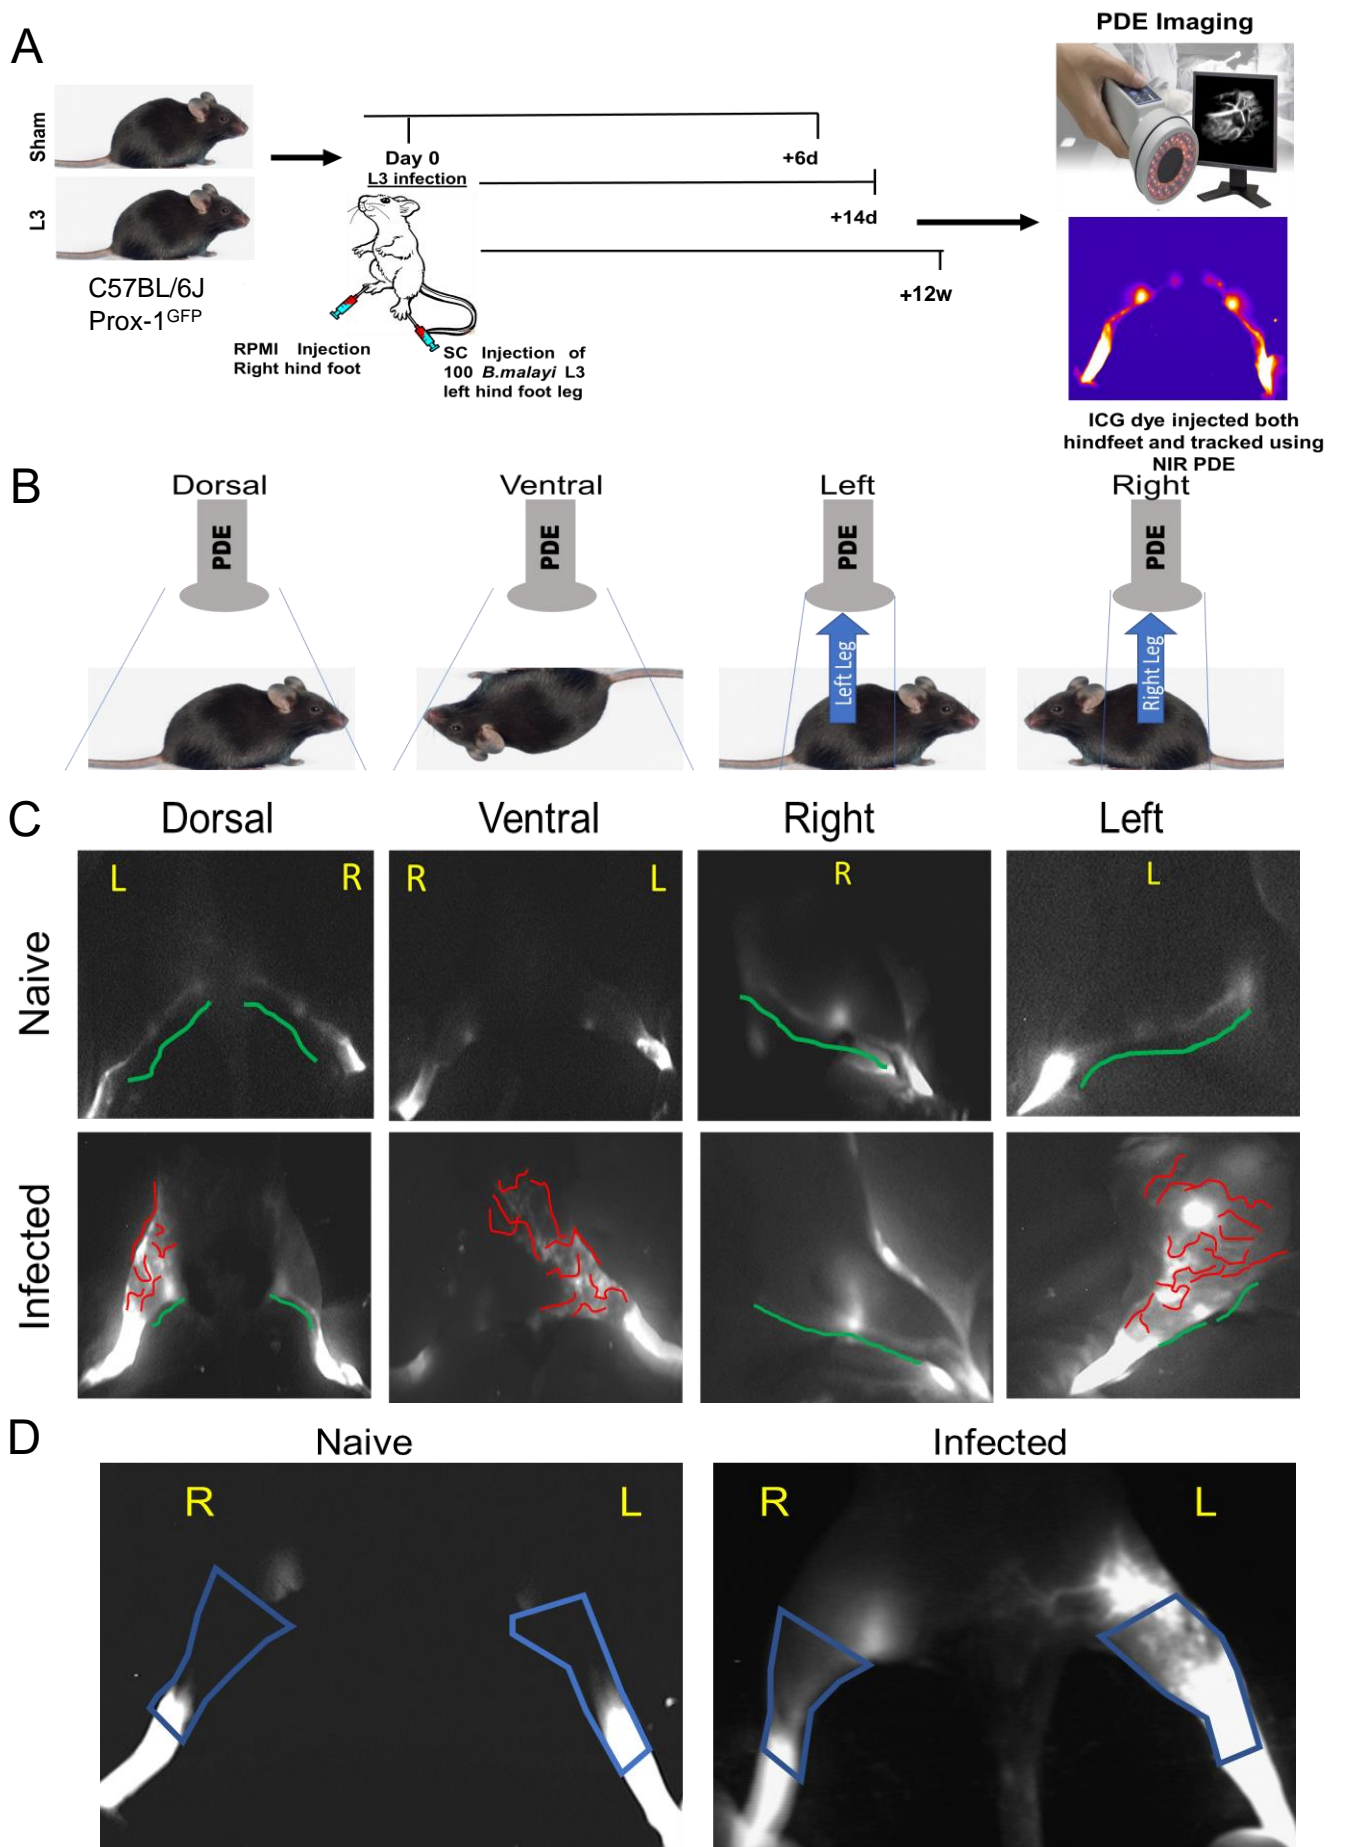 PDE Imaging
A
Sham
L3
C57BL/6J
Prox-1GFP
Day 0
L3 infection
+6d
+14d
+12w
RPMI Injection
Right hind foot
SC Injection of
100 B.malayi L3
left hind foot leg
ICG dye injected both
hindfeet and tracked using
NIR PDE
B
Dorsal
Ventral
Left
Right
PDE
PDE
PDE
PDE
Left Leg
Right Leg
C
Dorsal
Ventral
Right
Left
Naive
L R
R L
R
L
Infected
D
Naive
Infected
R L
R L